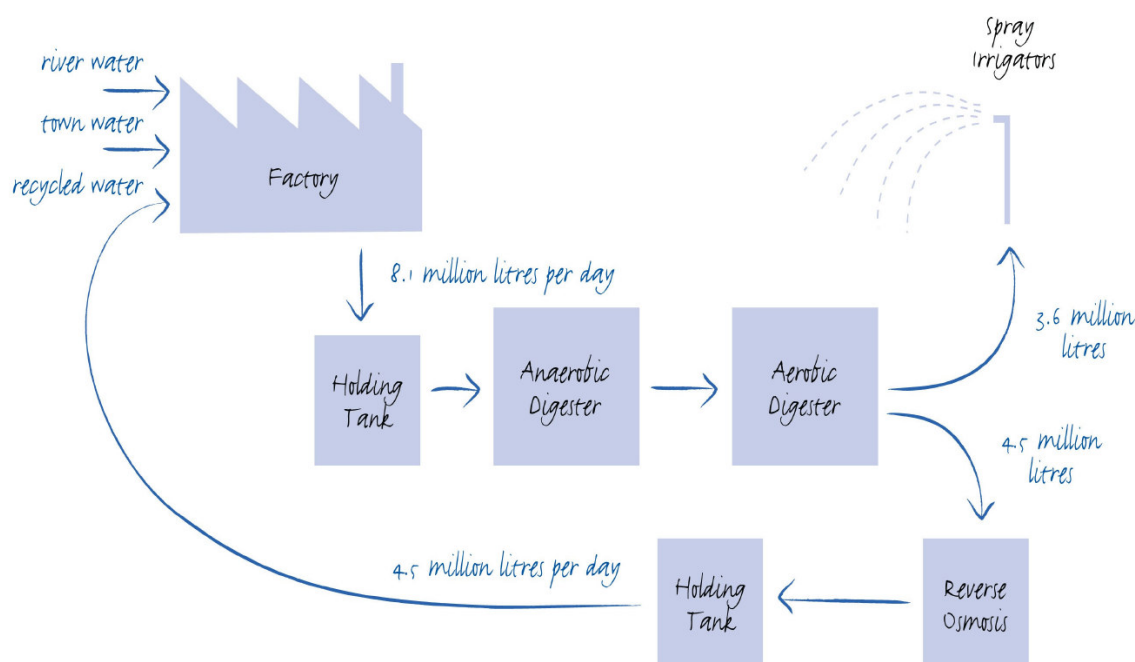 river water
town water
recycled water
Factory
Spray
Irrigators
8.1 million litres per day
Holding
Tank
Anaerobic
Digester
Aerobic
Digester
3.6 million
litres
4.5 million
litres
4.5 million litres per day
Holding
Tank
Reverse
Osmosis